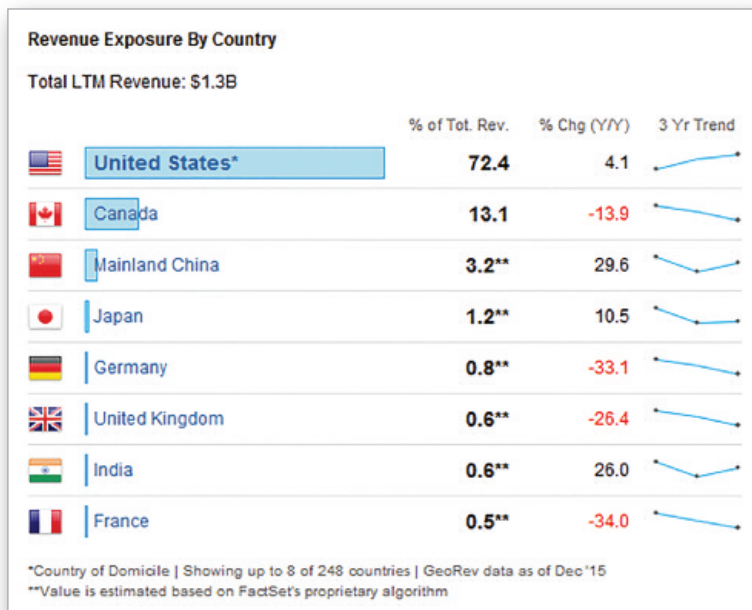 Revenue Exposure By Country
Total LTM Revenue: $1.3B
% of Tot. Rev. % Chg (Y/Y) 3 Yr Trend
United States* 72.4 4.1
Canada 13.1 -13.9
Mainland China 3.2** 29.6
Japan 1.2** 10.5
Germany 0.8** -33.1
United Kingdom 0.6** -26.4
India 0.6** 26.0
France 0.5** -34.0
*Country of Domicile | Showing up to 8 of 248 countries | GeoRev data as of Dec '15
**Value is estimated based on FactSet's proprietary algorithm